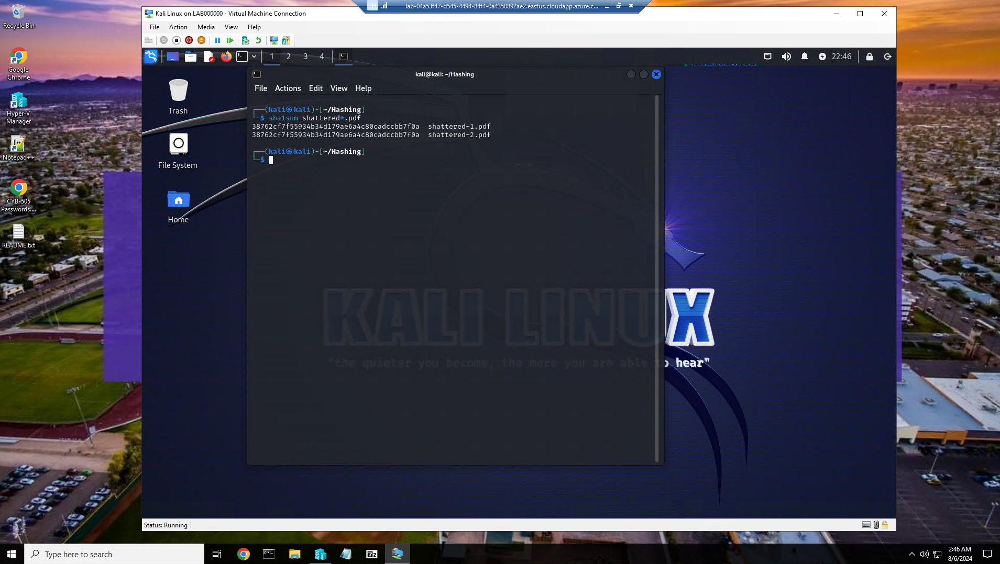 lab-04a53f47-d545-4494-84f4-0a4350892ae2.eastus.cloudapp.azure.c...
Kali Linux on LAB000000 - Virtual Machine Connection
File Action Media View Help
1 2 3 4
22:46
Recycle Bin
Google Chrome
Hyper-V Manager
Notepad++
CYB-505 Passwords....
README.txt
Trash
File System
Home
kali@kali: ~/Hashing
File Actions Edit View Help
┌──(kali㉿kali)-[~/Hashing]
└─$ sha1sum shattered*.pdf
38762cf7f55934b34d179ae6a4c80cadccbb7f0a  shattered-1.pdf
38762cf7f55934b34d179ae6a4c80cadccbb7f0a  shattered-2.pdf
┌──(kali㉿kali)-[~/Hashing]
└─$
KALI LINUX
"the quieter you become, the more you are able to hear"
Status: Running
Type here to search
7z
2:46 AM
8/6/2024